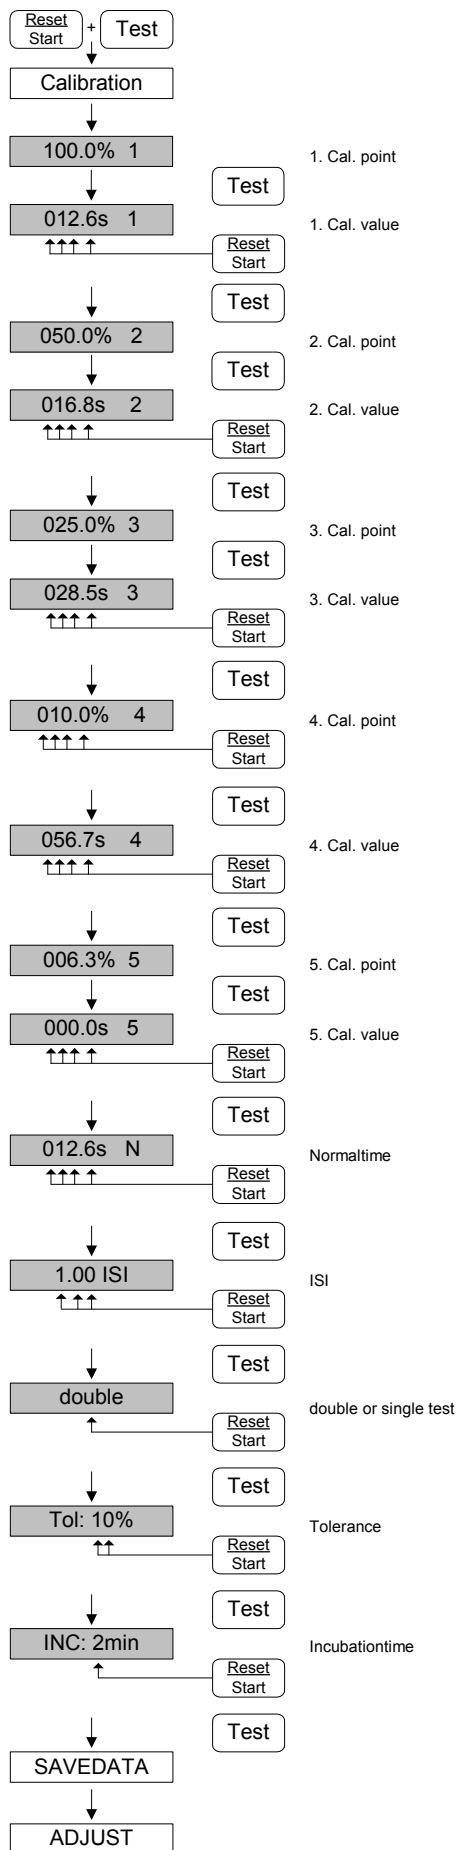 Reset
Start
+
Test
Calibration
100.0% 1
1. Cal. point
Test
012.6s 1
1. Cal. value
Reset
Start
Test
050.0% 2
2. Cal. point
Test
016.8s 2
2. Cal. value
Reset
Start
Test
025.0% 3
3. Cal. point
Test
028.5s 3
3. Cal. value
Reset
Start
Test
010.0% 4
4. Cal. point
Reset
Start
Test
056.7s 4
4. Cal. value
Reset
Start
Test
006.3% 5
5. Cal. point
Test
000.0s 5
5. Cal. value
Reset
Start
Test
012.6s N
Normaltime
Reset
Start
Test
1.00 ISI
ISI
Reset
Start
Test
double
double or single test
Reset
Start
Test
Tol: 10%
Tolerance
Reset
Start
Test
INC: 2min
Incubationtime
Reset
Start
Test
SAVEDATA
ADJUST